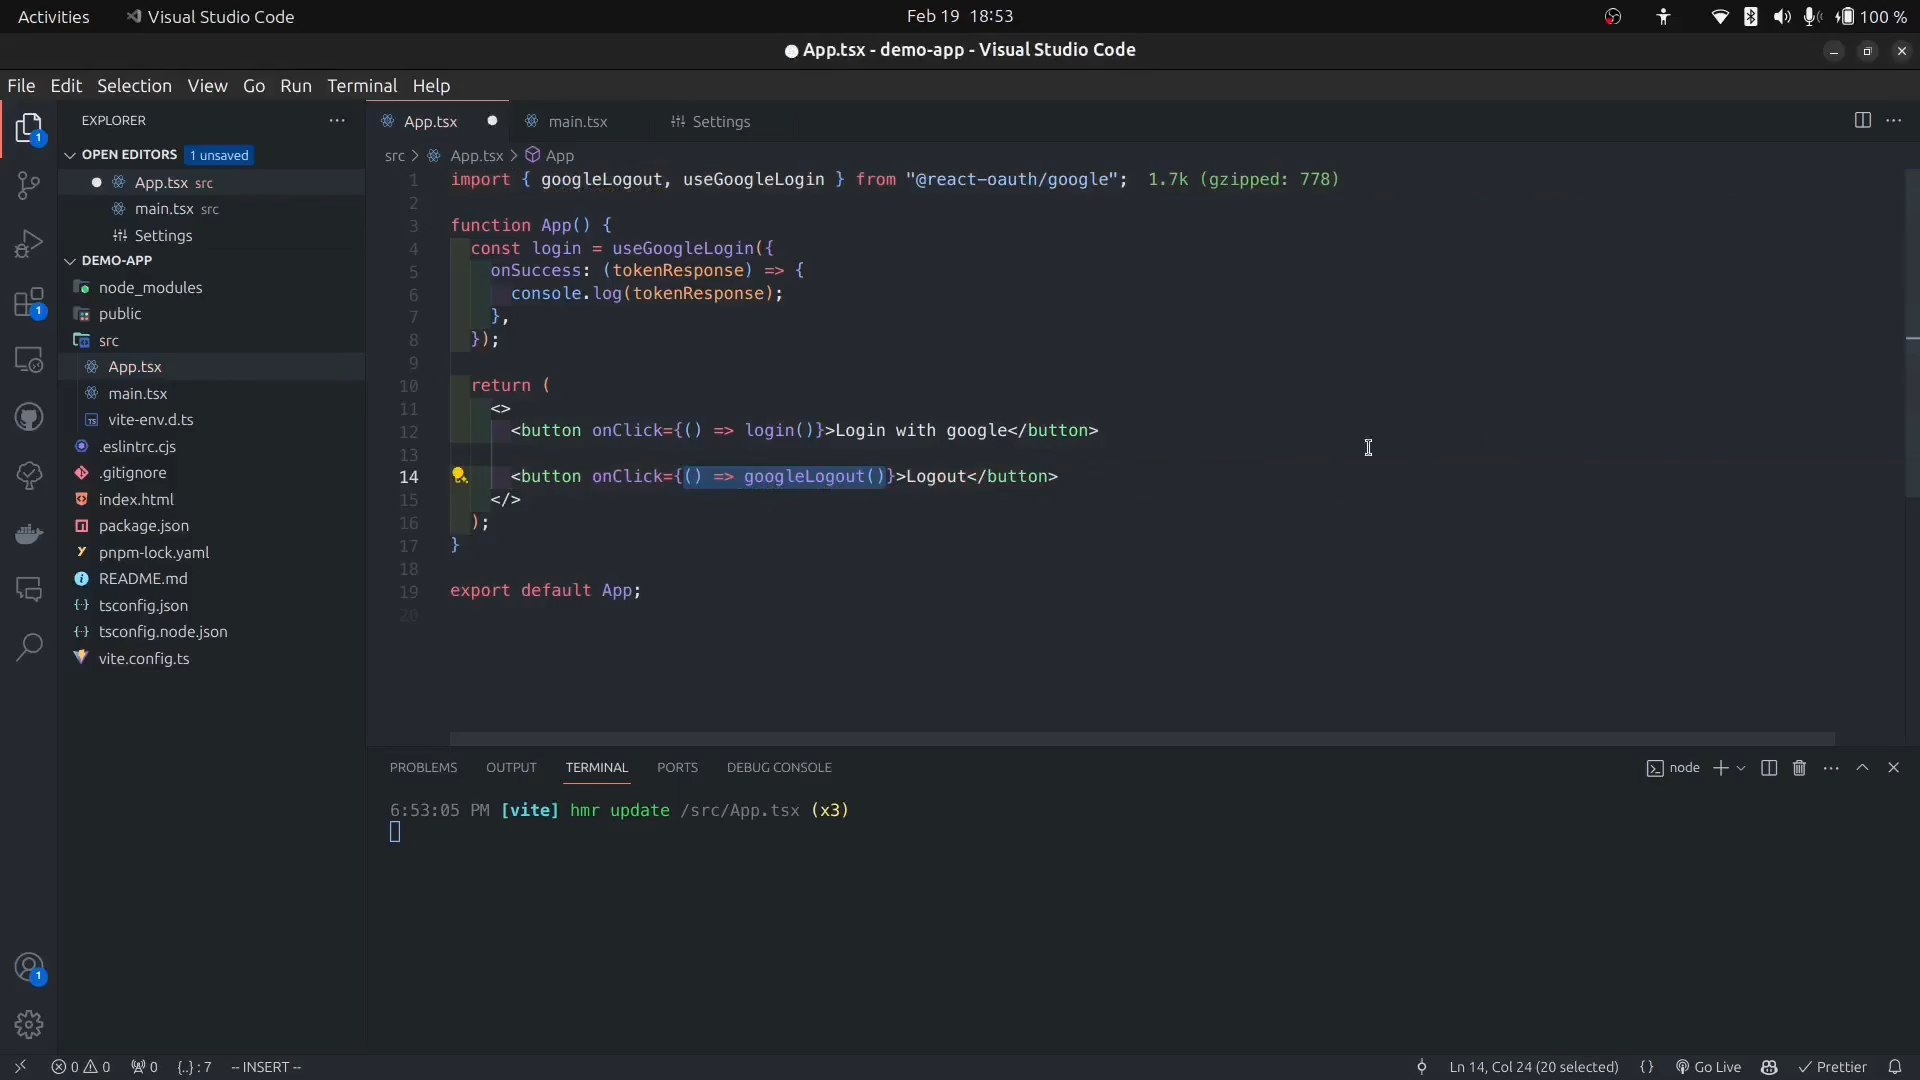 Activities Visual Studio Code Feb 19 18:53 100 %
App.tsx - demo-app - Visual Studio Code
File Edit Selection View Go Run Terminal Help
EXPLORER
OPEN EDITORS 1 unsaved
App.tsx src
main.tsx src
Settings
DEMO-APP
node_modules
public
src
App.tsx
main.tsx
TS vite-env.d.ts
.eslintrc.cjs
.gitignore
index.html
package.json
pnpm-lock.yaml
README.md
tsconfig.json
tsconfig.node.json
vite.config.ts
1
1
1
App.tsx main.tsx Settings
src > App.tsx > App
1 import { googleLogout, useGoogleLogin } from "@react-oauth/google"; 1.7k (gzipped: 778)
2
3 function App() {
4 const login = useGoogleLogin({
5 onSuccess: (tokenResponse) => {
6 console.log(tokenResponse);
7 },
8 });
9
10 return (
11 <>
12 <button onClick={() => login()}>Login with google</button>
13
14 <button onClick={() => googleLogout()}>Logout</button>
15 </>
16 );
17 }
18
19 export default App;
20
PROBLEMS OUTPUT TERMINAL PORTS DEBUG CONSOLE node
6:53:05 PM [vite] hmr update /src/App.tsx (x3)
0 0 0 {..} : 7 -- INSERT -- Ln 14, Col 24 (20 selected) { } Go Live Prettier